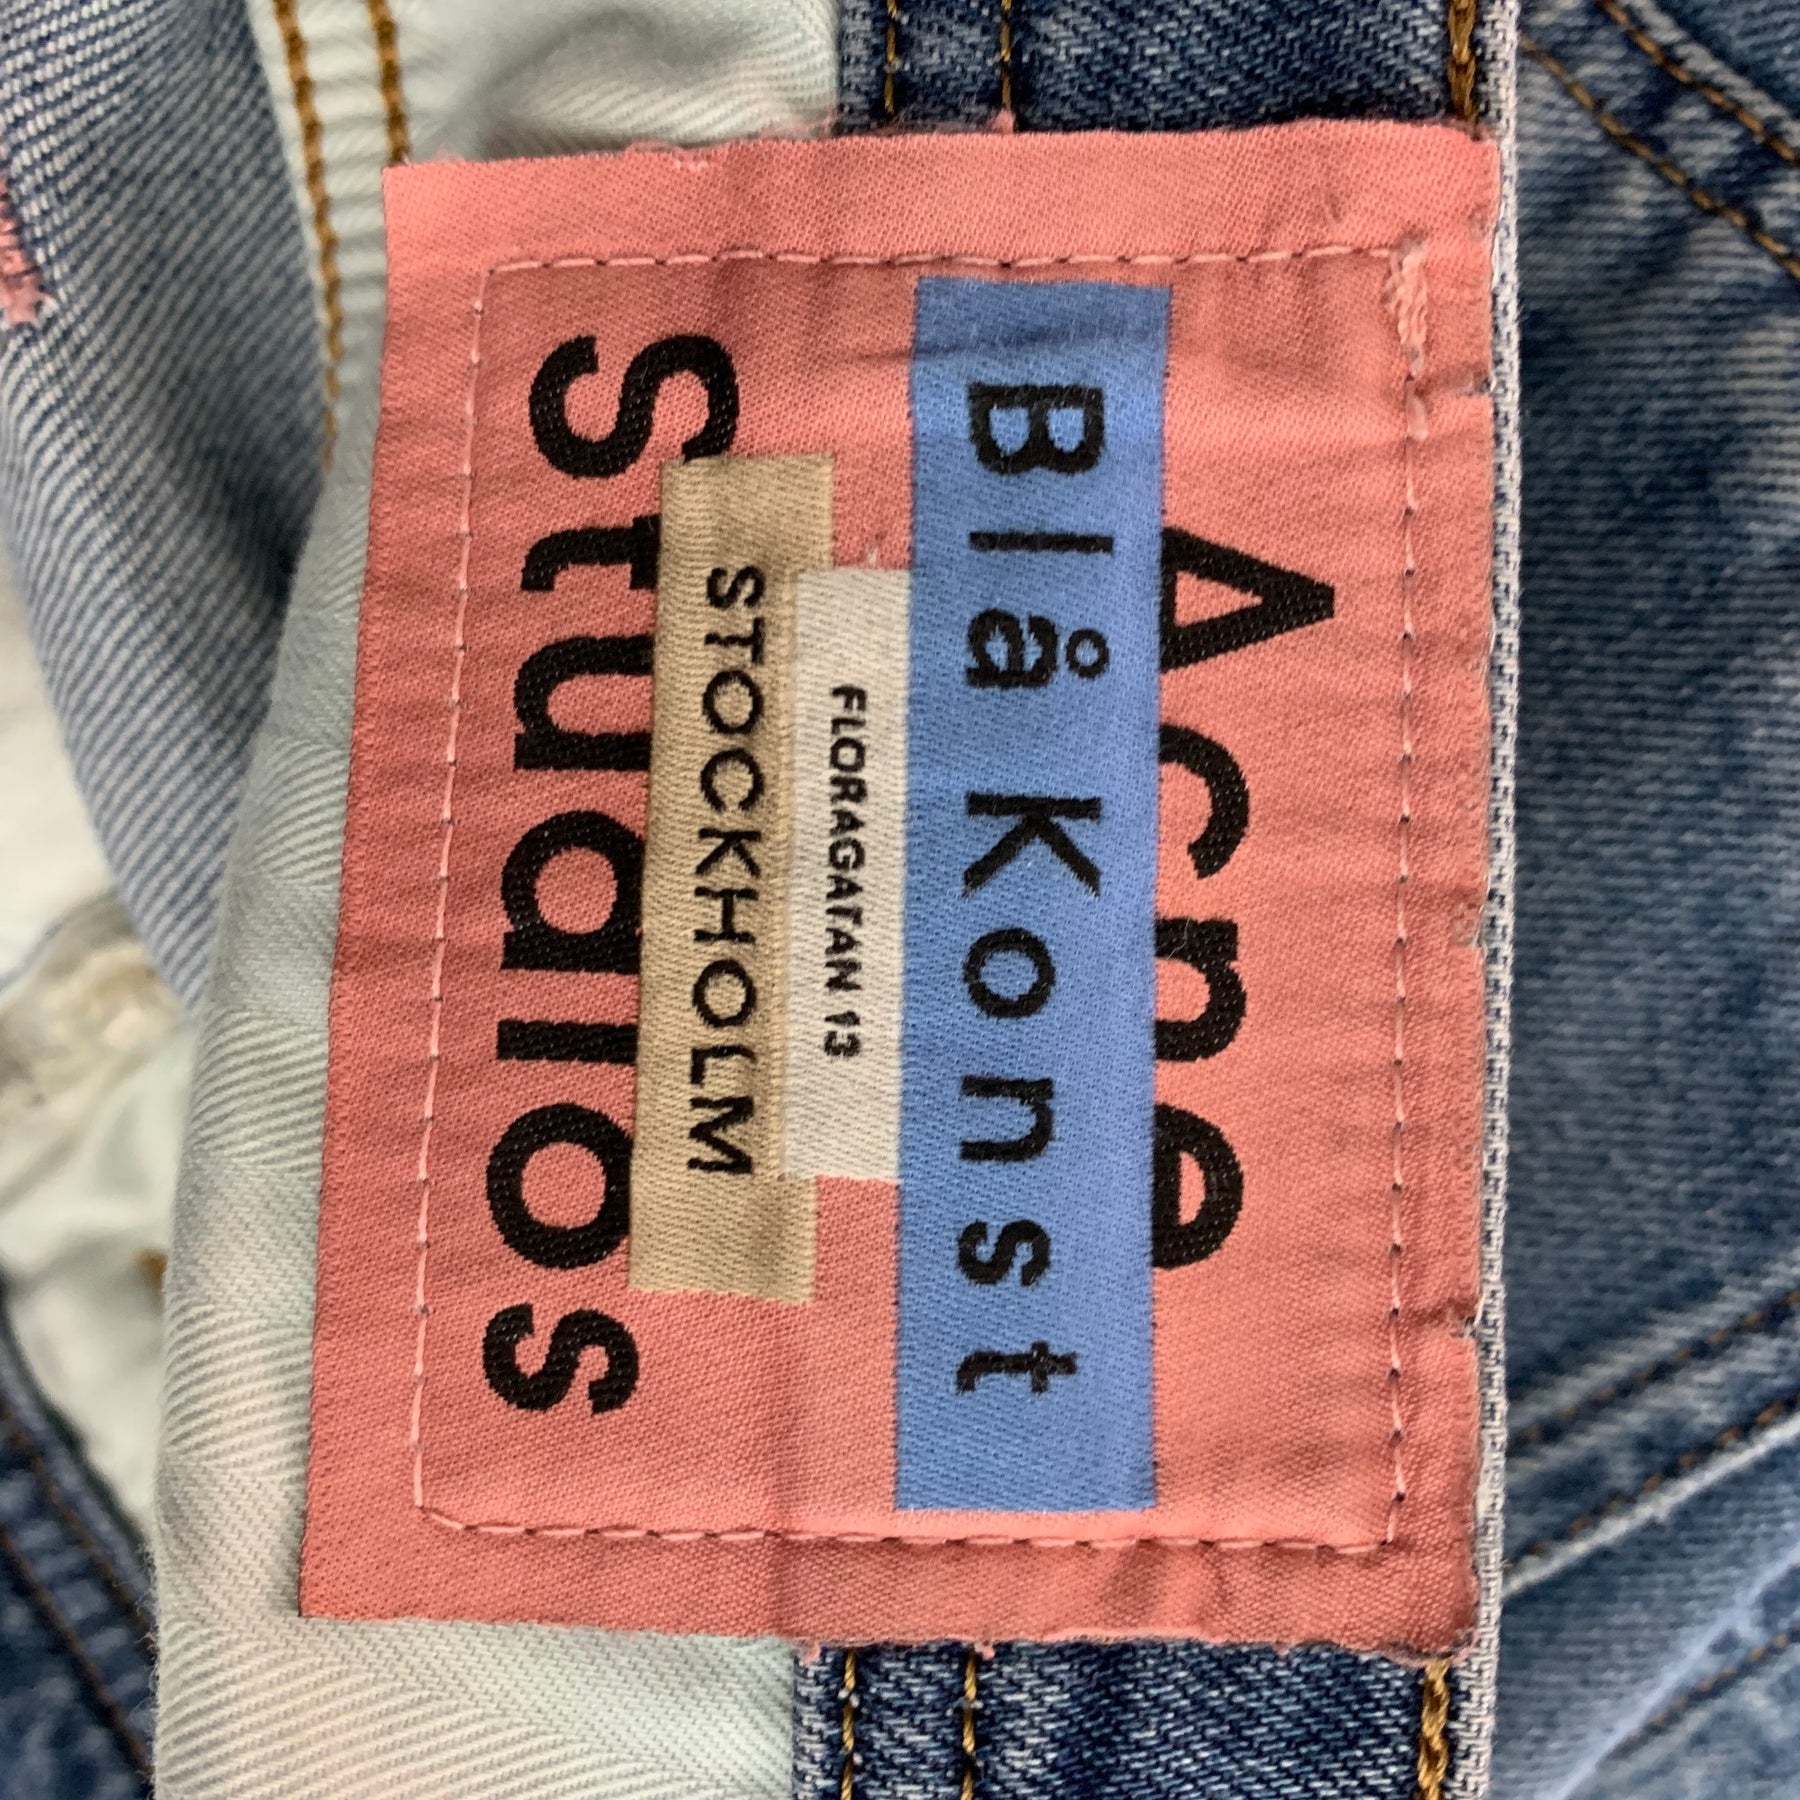 Acne
Blå Konst
FLORAGATAN 13
STOCKHOLM
Studios